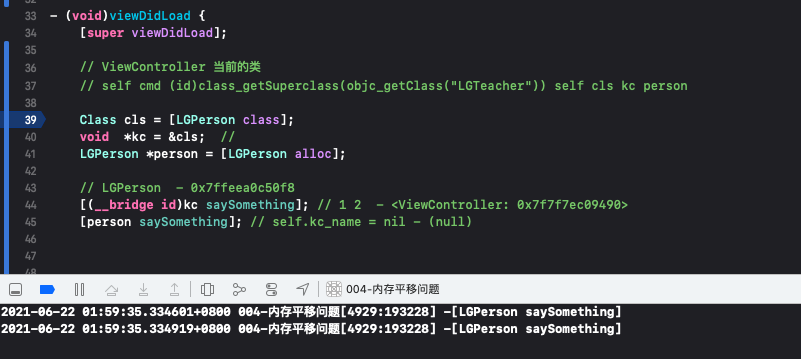 33 - (void)viewDidLoad {
34 [super viewDidLoad];
35
36 // ViewController 当前的类
37 // self cmd (id)class_getSuperclass(objc_getClass("LGTeacher")) self cls kc person
38
39 Class cls = [LGPerson class];
40 void  *kc = &cls;  //
41 LGPerson *person = [LGPerson alloc];
42
43 // LGPerson  - 0x7ffeea0c50f8
44 [(__bridge id)kc saySomething]; // 1 2  - <ViewController: 0x7f7f7ec09490>
45 [person saySomething]; // self.kc_name = nil - (null)
46
47
48
004-内存平移问题
2021-06-22 01:59:35.334601+0800 004-内存平移问题[4929:193228] -[LGPerson saySomething]
2021-06-22 01:59:35.334919+0800 004-内存平移问题[4929:193228] -[LGPerson saySomething]